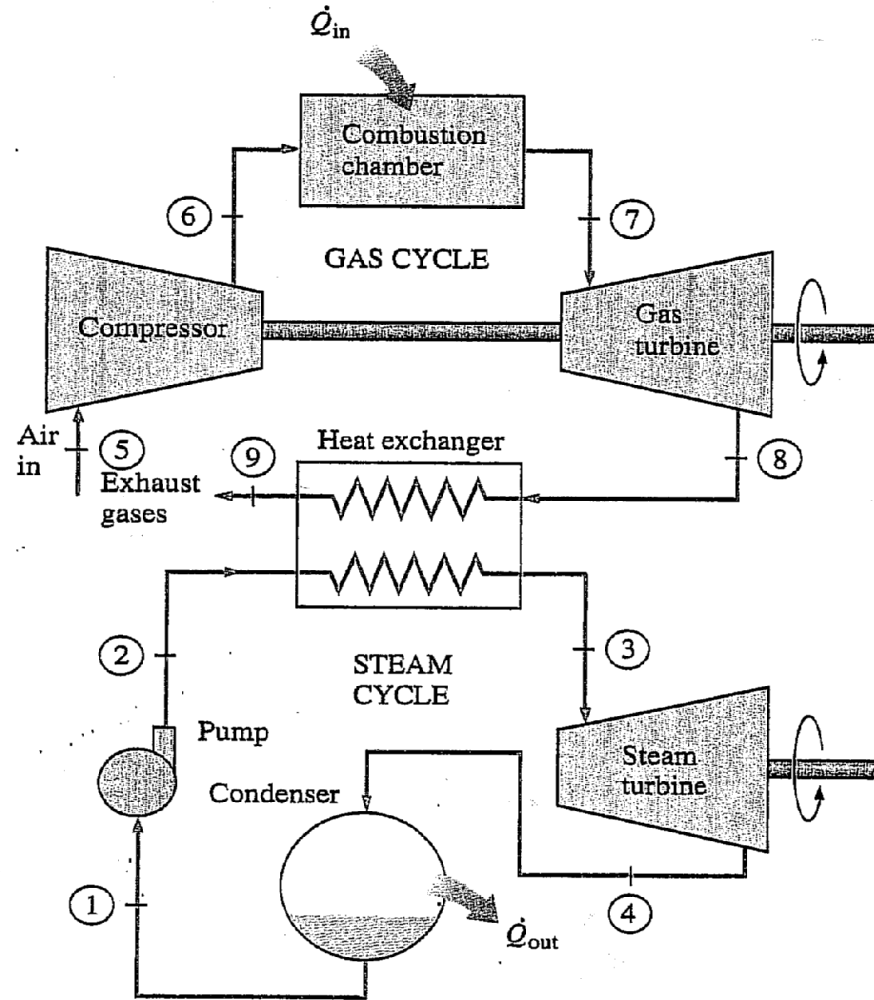 Q̇in
Combustion
chamber
6
7
GAS CYCLE
Compressor
Gas
turbine
Air
in
5
9
Heat exchanger
8
Exhaust
gases
2
STEAM
CYCLE
3
Pump
Steam
turbine
Condenser
1
Q̇out
4